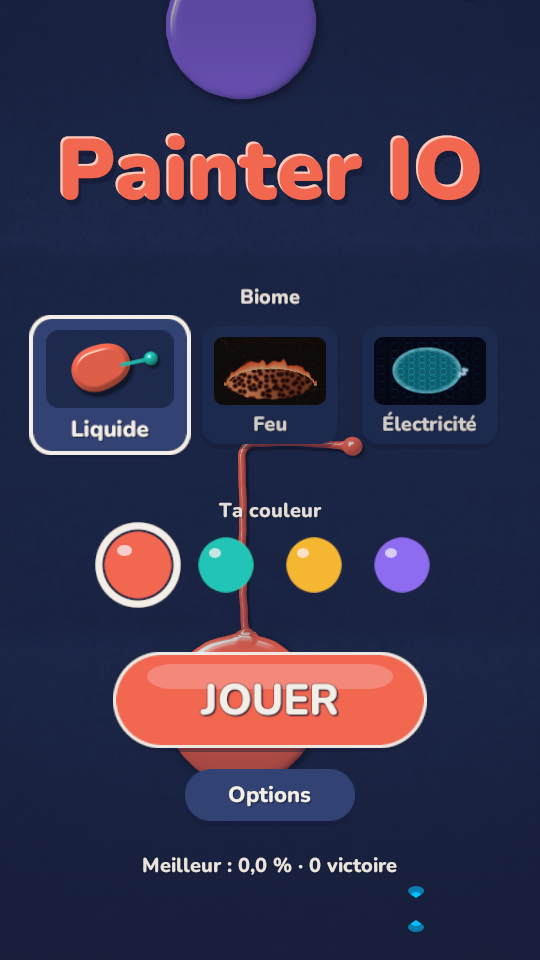 Painter IO
Biome
Liquide
Feu
Électricité
Ta couleur
JOUER
Options
Meilleur : 0,0 % · 0 victoire